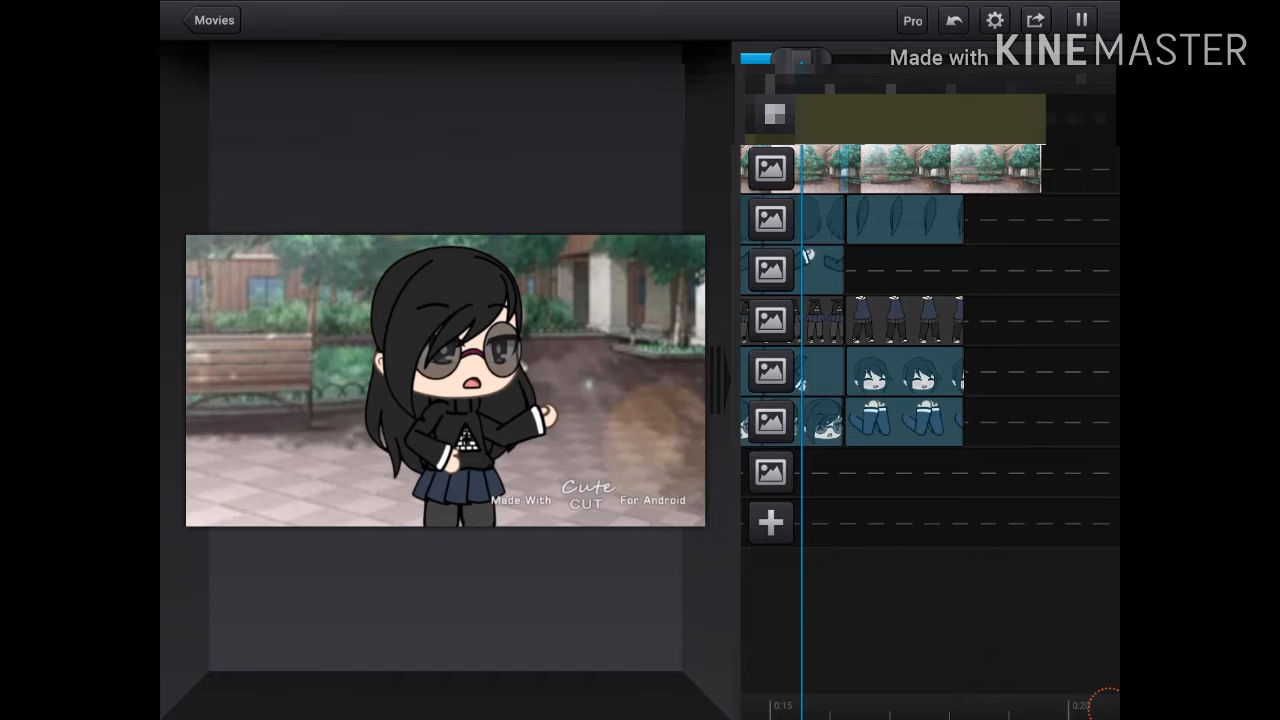 Movies
Pro
Made with KINEMASTER
Made With Cute CUT For Android
0:15